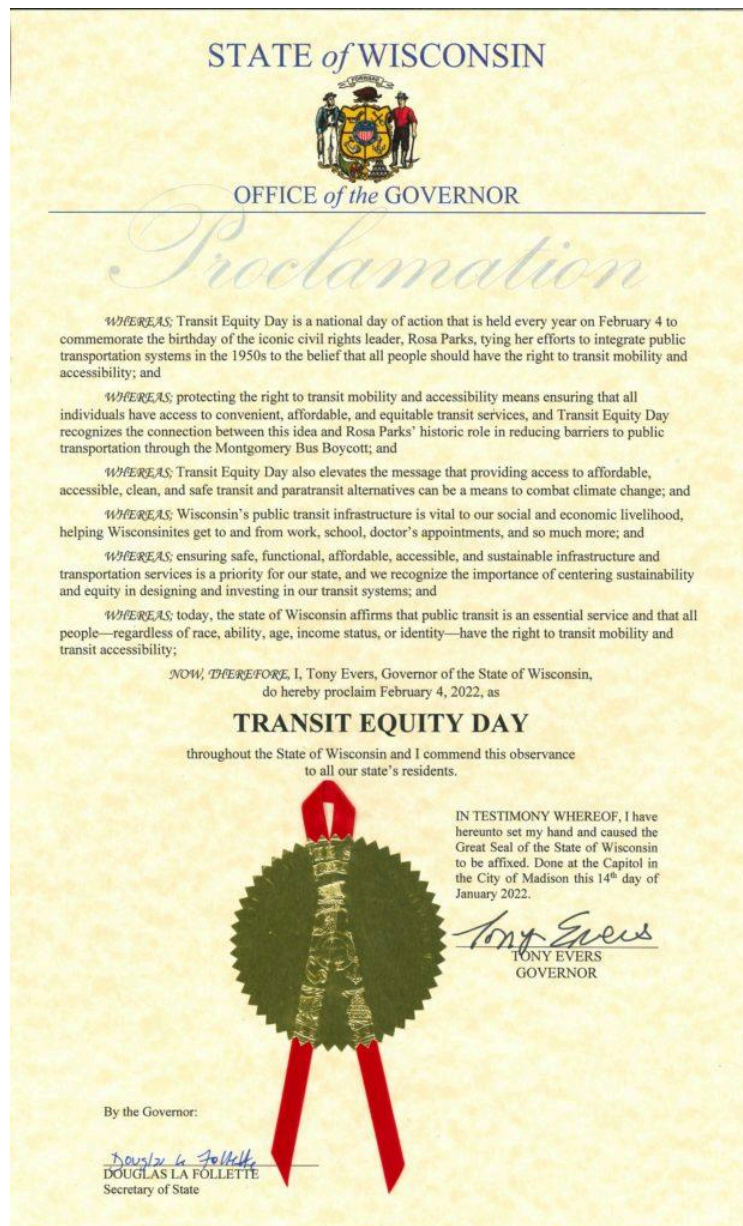 STATE of WISCONSIN
FORWARD
OFFICE of the GOVERNOR
Proclamation
WHEREAS; Transit Equity Day is a national day of action that is held every year on February 4 to
commemorate the birthday of the iconic civil rights leader, Rosa Parks, tying her efforts to integrate public
transportation systems in the 1950s to the belief that all people should have the right to transit mobility and
accessibility; and
WHEREAS; protecting the right to transit mobility and accessibility means ensuring that all
individuals have access to convenient, affordable, and equitable transit services, and Transit Equity Day
recognizes the connection between this idea and Rosa Parks’ historic role in reducing barriers to public
transportation through the Montgomery Bus Boycott; and
WHEREAS; Transit Equity Day also elevates the message that providing access to affordable,
accessible, clean, and safe transit and paratransit alternatives can be a means to combat climate change; and
WHEREAS; Wisconsin’s public transit infrastructure is vital to our social and economic livelihood,
helping Wisconsinites get to and from work, school, doctor’s appointments, and so much more; and
WHEREAS; ensuring safe, functional, affordable, accessible, and sustainable infrastructure and
transportation services is a priority for our state, and we recognize the importance of centering sustainability
and equity in designing and investing in our transit systems; and
WHEREAS; today, the state of Wisconsin affirms that public transit is an essential service and that all
people—regardless of race, ability, age, income status, or identity—have the right to transit mobility and
transit accessibility;
NOW, THEREFORE, I, Tony Evers, Governor of the State of Wisconsin,
do hereby proclaim February 4, 2022, as
TRANSIT EQUITY DAY
throughout the State of Wisconsin and I commend this observance
to all our state’s residents.
IN TESTIMONY WHEREOF, I have
hereunto set my hand and caused the
Great Seal of the State of Wisconsin
to be affixed. Done at the Capitol in
the City of Madison this 14th day of
January 2022.
Tony Evers
TONY EVERS
GOVERNOR
By the Governor:
Douglas La Follette
DOUGLAS LA FOLLETTE
Secretary of State